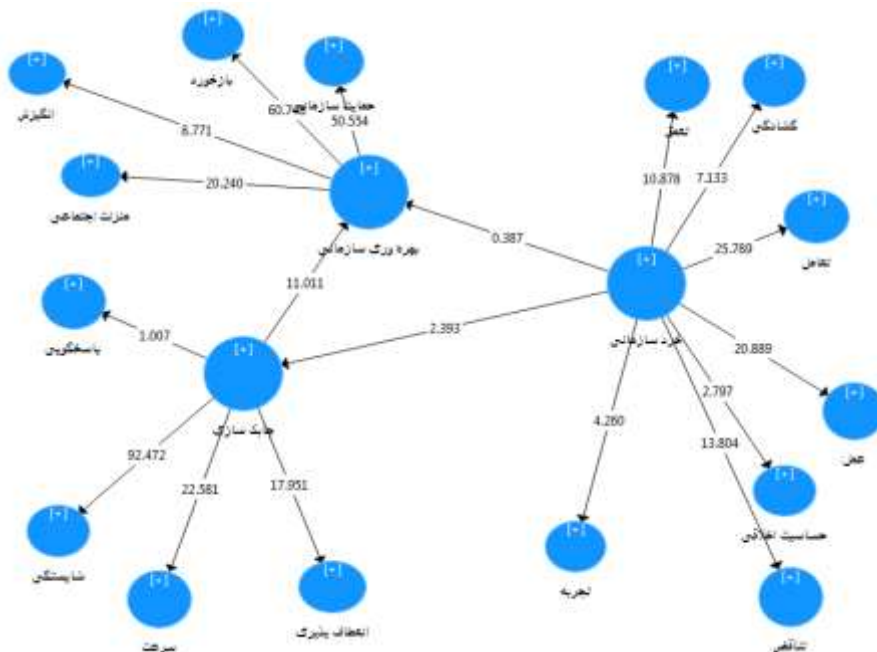 [+]
[+]
[+]
بازخورد
حمایت سازمانی
[+]
انگیزش
60.74
50.554
8.771
[+]
20.240
منزلت اجتماعی
[+]
بهره وری سازمانی
[+]
تعقل
[+]
گشادگی
10.878
7.133
[+]
تعامل
25.789
0.387
[+]
خرد سازمانی
11.011
2.393
[+]
پاسخگویی
1.007
[+]
چابک سازی
20.889
2.797
4.260
13.804
[+]
عمل
92.472
22.581
17.951
[+]
حساسیت اخلاقی
[+]
شایستگی
[+]
تجربه
[+]
سرعت
[+]
انعطاف پذیری
[+]
تناقض